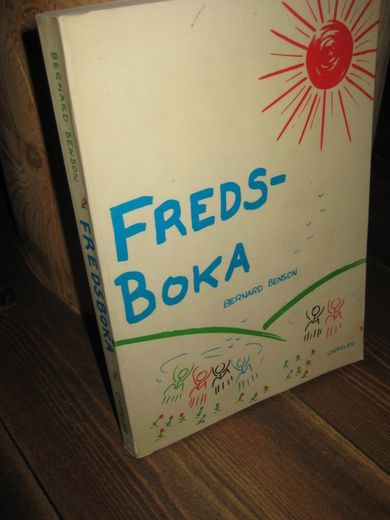 BERNARD BENSON
FREDSBOKA
FREDS-
BOKA
BERNARD BENSON
CAPPELEN